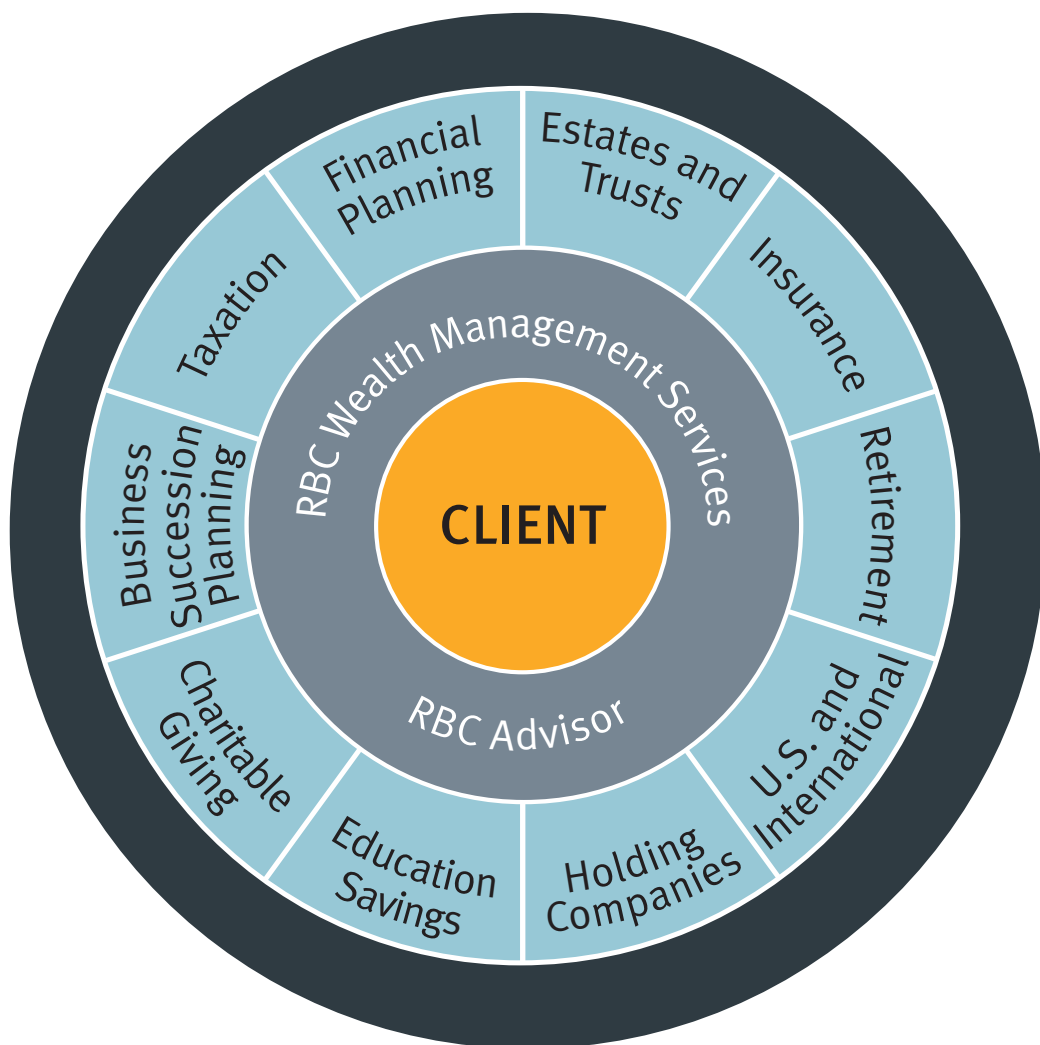 Financial
Planning
Estates and
Trusts
Insurance
Retirement
U.S. and
International
Holding
Companies
Education
Savings
Charitable
Giving
Business
Succession
Planning
Taxation
RBC Wealth Management Services
CLIENT
RBC Advisor